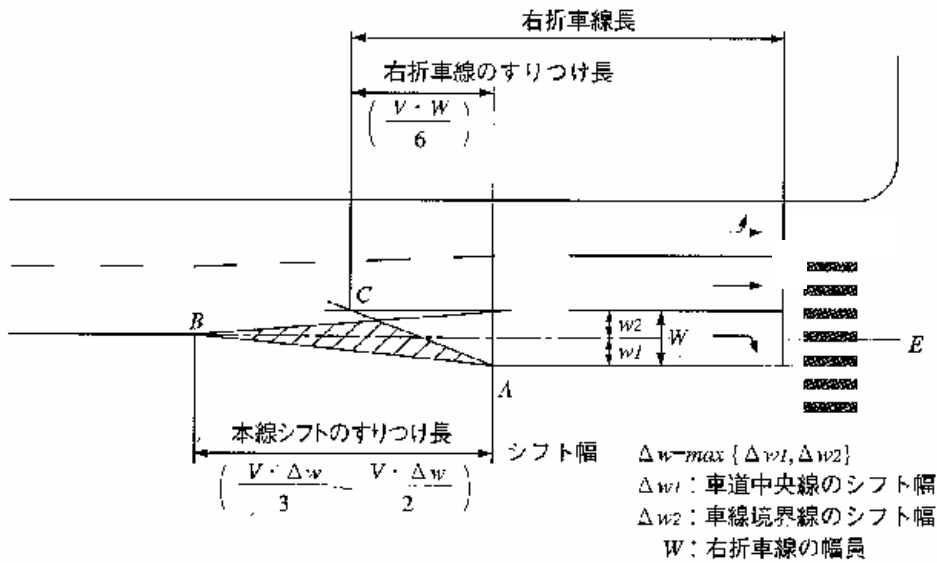 右折車線長
右折車線のすりつけ長
( V・W / 6 )
C
B
w2
w1
W
E
A
本線シフトのすりつけ長
( V・Δw / 3 ~ V・Δw / 2 )
シフト幅 Δw=max {Δw1, Δw2}
Δw1：車道中央線のシフト幅
Δw2：車線境界線のシフト幅
W：右折車線の幅員